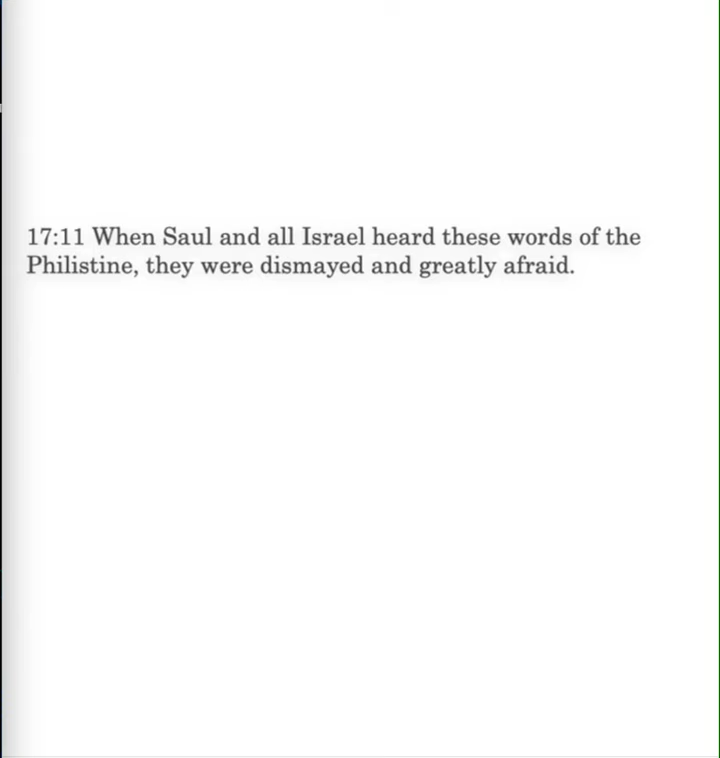 17:11 When Saul and all Israel heard these words of the
Philistine, they were dismayed and greatly afraid.